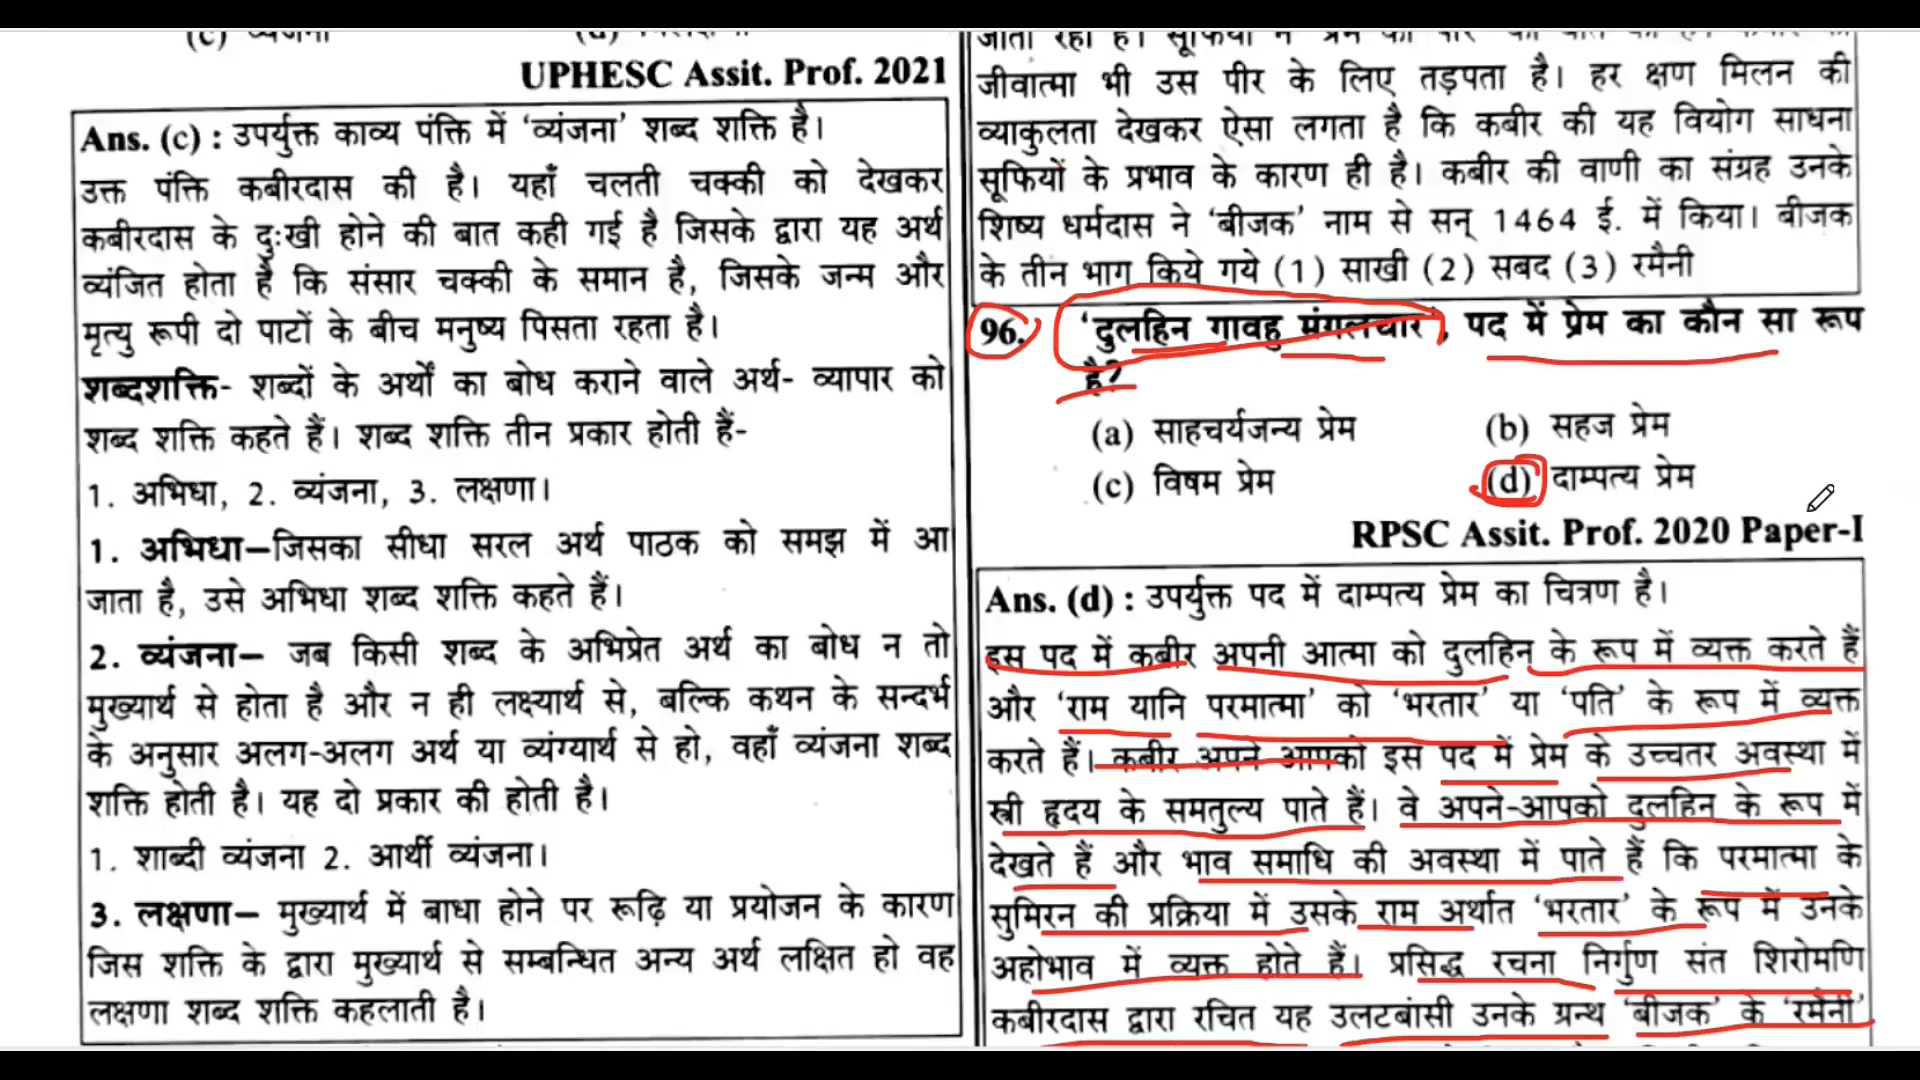 (c) व्यंजना
UPHESC Assit. Prof. 2021
Ans. (c) : उपर्युक्त काव्य पंक्ति में ‘व्यंजना’ शब्द शक्ति है।
उक्त पंक्ति कबीरदास की है। यहाँ चलती चक्की को देखकर
कबीरदास के दुःखी होने की बात कही गई है जिसके द्वारा यह अर्थ
व्यंजित होता है कि संसार चक्की के समान है, जिसके जन्म और
मृत्यु रूपी दो पाटों के बीच मनुष्य पिसता रहता है।
शब्दशक्ति- शब्दों के अर्थों का बोध कराने वाले अर्थ- व्यापार को
शब्द शक्ति कहते हैं। शब्द शक्ति तीन प्रकार होती हैं-
1. अभिधा, 2. व्यंजना, 3. लक्षणा।
1. अभिधा–जिसका सीधा सरल अर्थ पाठक को समझ में आ
जाता है, उसे अभिधा शब्द शक्ति कहते हैं।
2. व्यंजना– जब किसी शब्द के अभिप्रेत अर्थ का बोध न तो
मुख्यार्थ से होता है और न ही लक्ष्यार्थ से, बल्कि कथन के सन्दर्भ
के अनुसार अलग-अलग अर्थ या व्यंग्यार्थ से हो, वहाँ व्यंजना शब्द
शक्ति होती है। यह दो प्रकार की होती है।
1. शाब्दी व्यंजना 2. आर्थी व्यंजना।
3. लक्षणा– मुख्यार्थ में बाधा होने पर रूढ़ि या प्रयोजन के कारण
जिस शक्ति के द्वारा मुख्यार्थ से सम्बन्धित अन्य अर्थ लक्षित हो वह
लक्षणा शब्द शक्ति कहलाती है।
जाता रहा है। सूफियों ने प्रेम की पीर
जीवात्मा भी उस पीर के लिए तड़पता है। हर क्षण मिलन की
व्याकुलता देखकर ऐसा लगता है कि कबीर की यह वियोग साधना
सूफियों के प्रभाव के कारण ही है। कबीर की वाणी का संग्रह उनके
शिष्य धर्मदास ने ‘बीजक’ नाम से सन् 1464 ई. में किया। बीजक
के तीन भाग किये गये (1) साखी (2) सबद (3) रमैनी
96. ‘दुलहिन गावहु मंगलचार’, पद में प्रेम का कौन सा रूप
है?
(a) साहचर्यजन्य प्रेम (b) सहज प्रेम
(c) विषम प्रेम (d) दाम्पत्य प्रेम
RPSC Assit. Prof. 2020 Paper-I
Ans. (d) : उपर्युक्त पद में दाम्पत्य प्रेम का चित्रण है।
इस पद में कबीर अपनी आत्मा को दुलहिन के रूप में व्यक्त करते हैं
और ‘राम यानि परमात्मा’ को ‘भरतार’ या ‘पति’ के रूप में व्यक्त
करते हैं। कबीर अपने आपको इस पद में प्रेम के उच्चतर अवस्था में
स्त्री हृदय के समतुल्य पाते हैं। वे अपने-आपको दुलहिन के रूप में
देखते हैं और भाव समाधि की अवस्था में पाते हैं कि परमात्मा के
सुमिरन की प्रक्रिया में उसके राम अर्थात ‘भरतार’ के रूप में उनके
अहोभाव में व्यक्त होते हैं। प्रसिद्ध रचना निर्गुण संत शिरोमणि
कबीरदास द्वारा रचित यह उलटबांसी उनके ग्रन्थ ‘बीजक’ के ‘रमैनी’